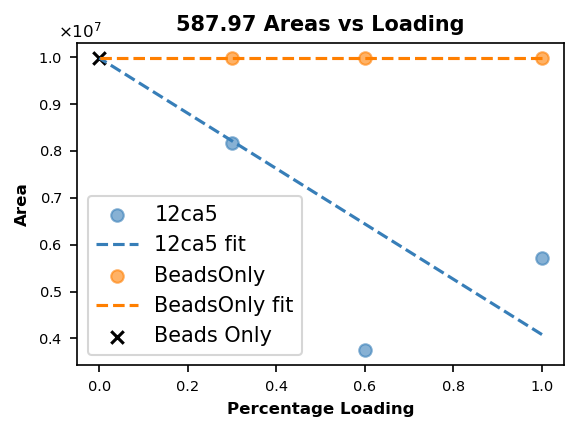 587.97 Areas vs Loading
×10⁷
1.0
0.9
0.8
0.7
0.6
0.5
0.4
Area
12ca5
12ca5 fit
BeadsOnly
BeadsOnly fit
Beads Only
0.0 0.2 0.4 0.6 0.8 1.0
Percentage Loading